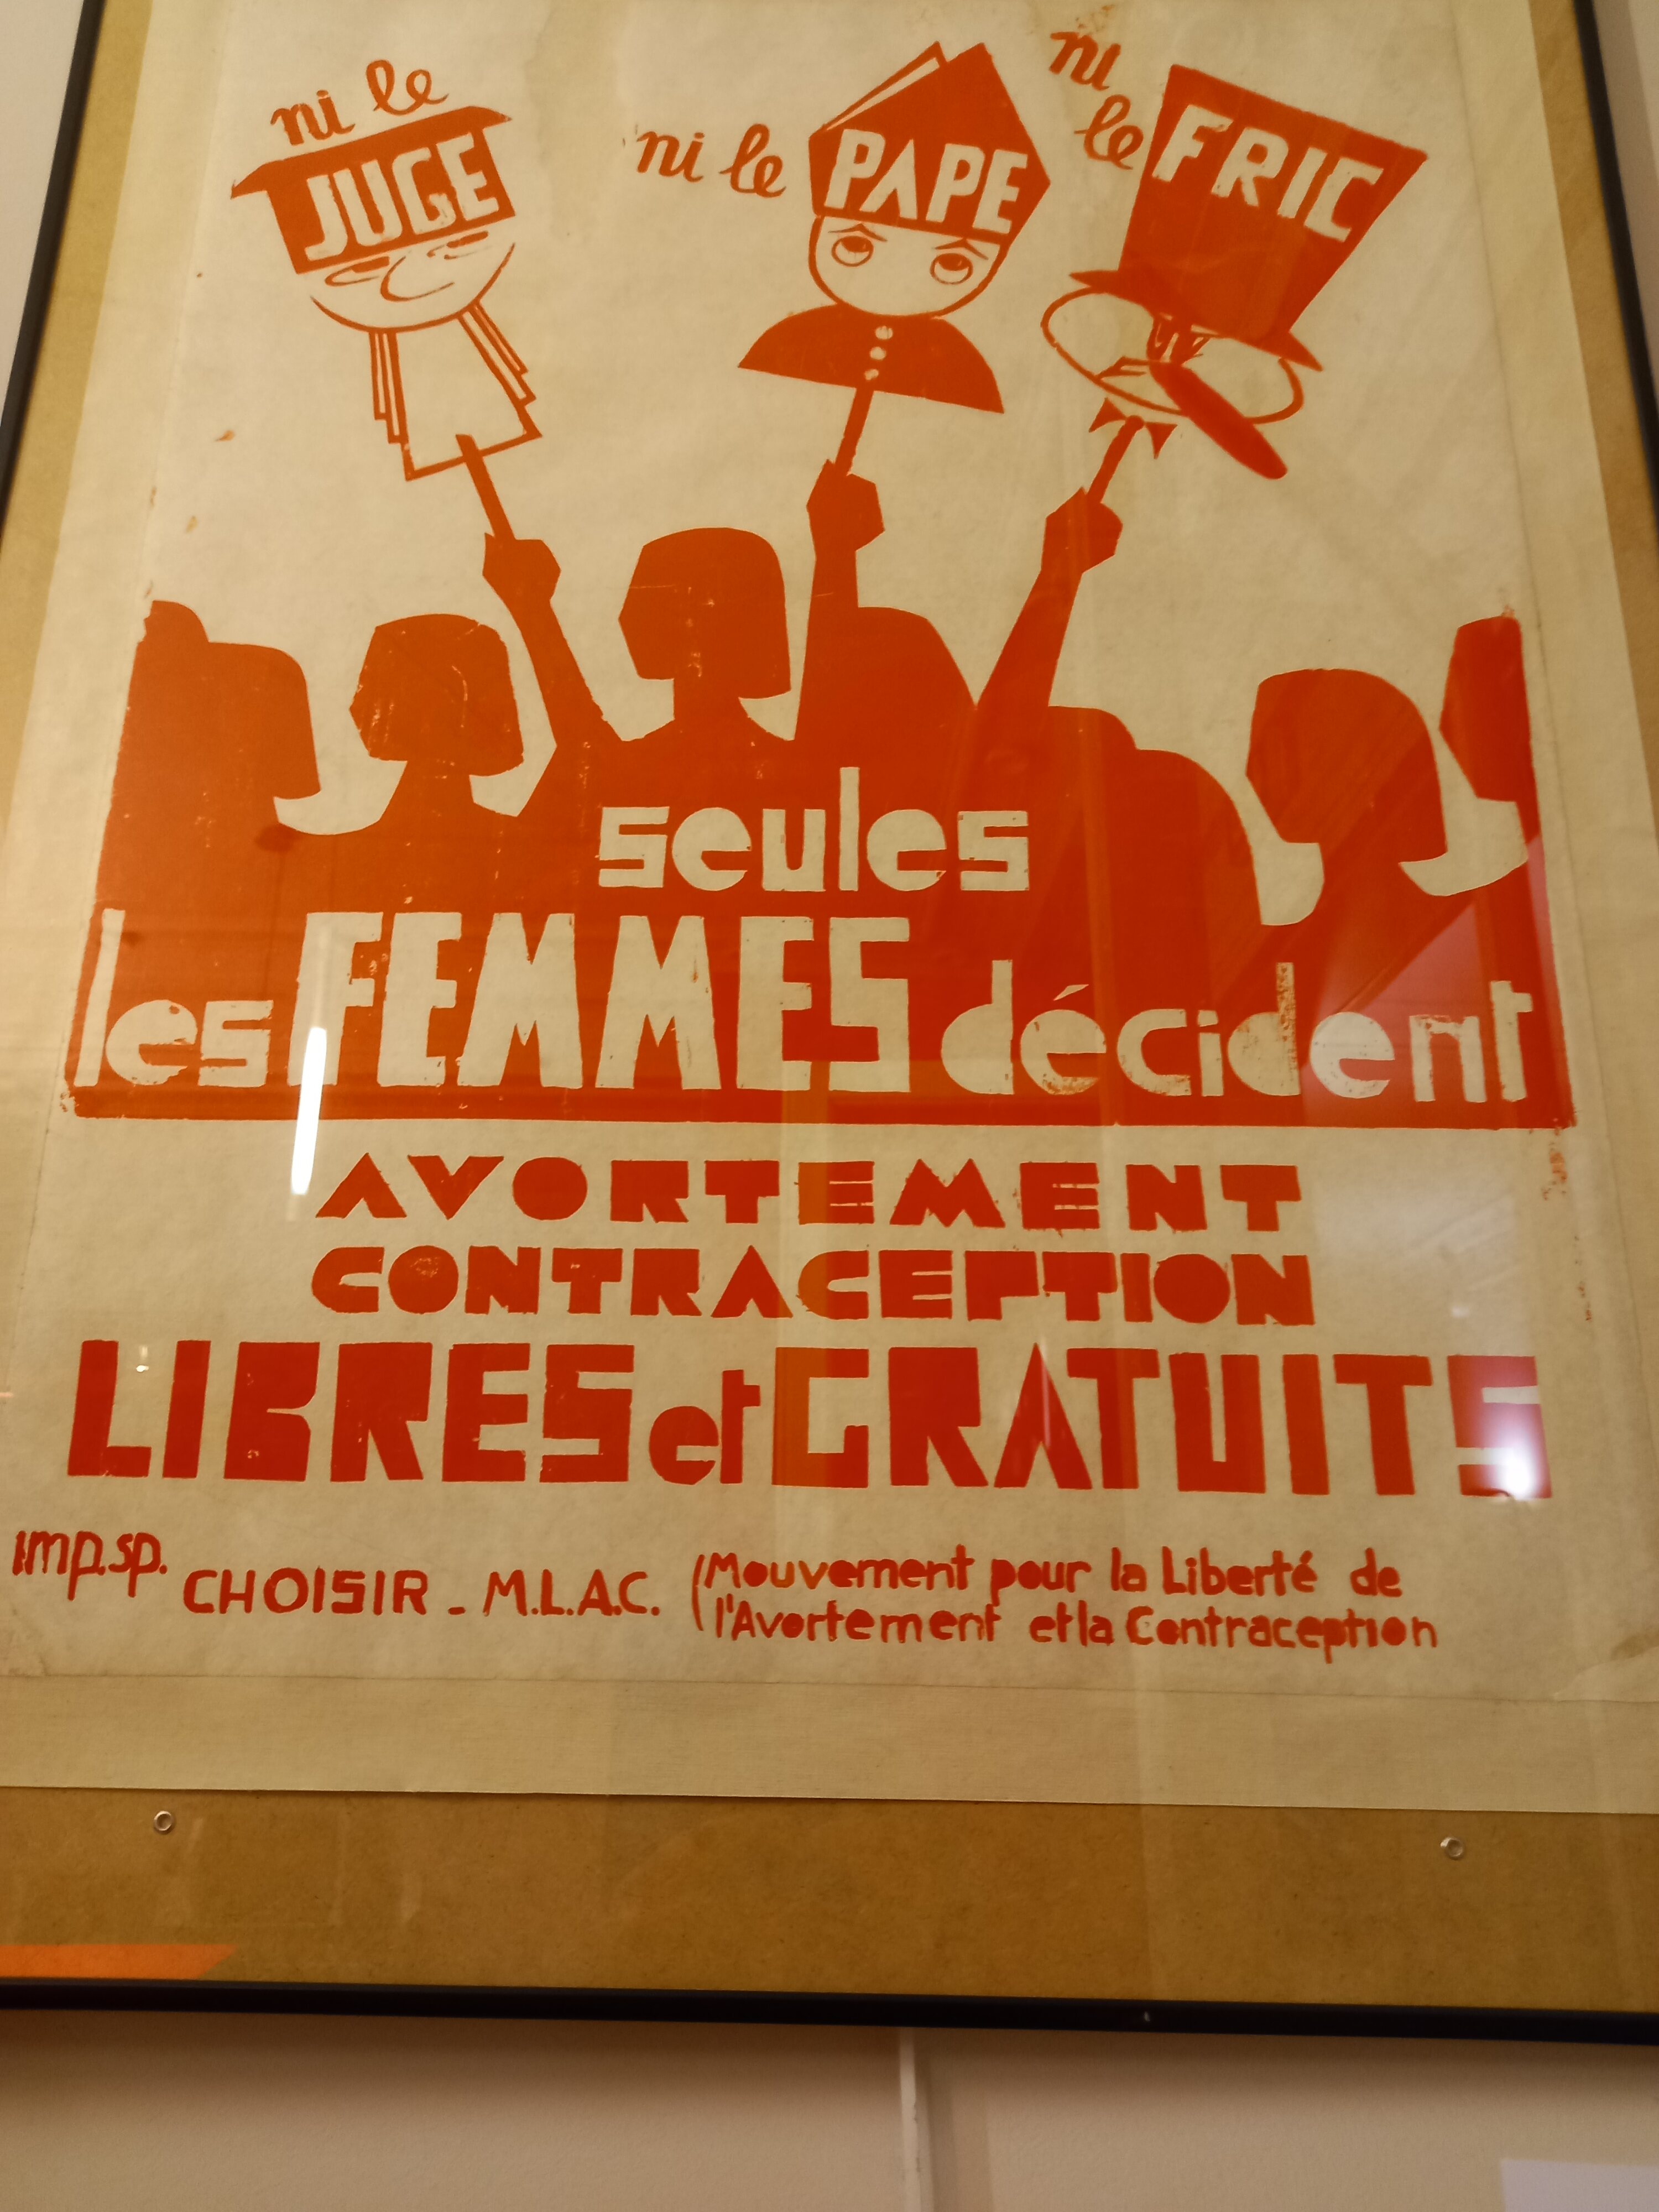 ni le
JUGE
ni le
PAPE
ni
le
FRIC
seules
les FEMMES décident
AVORTEMENT
CONTRACEPTION
LIBRES et GRATUITS
imp.sp. CHOISIR - M.L.A.C. (Mouvement pour la Liberté de
l'Avortement et la Contraception